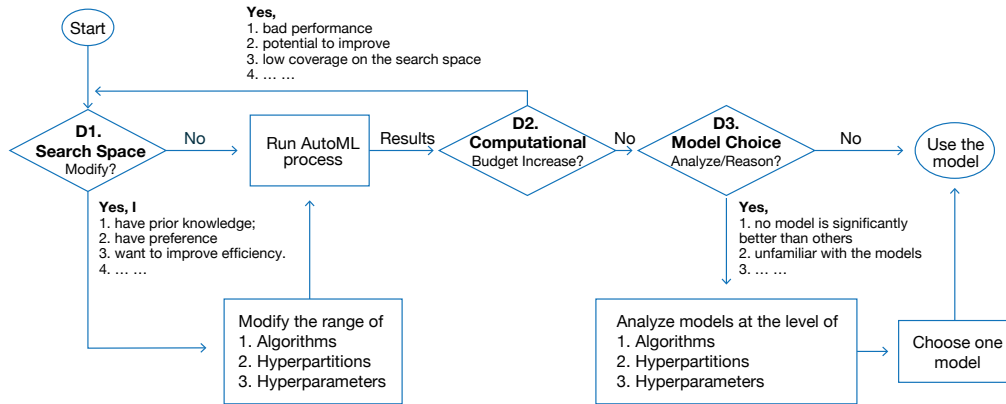 Start
Yes,
1. bad performance
2. potential to improve
3. low coverage on the search space
4. … …
D1.
Search Space
Modify?
No
Run AutoML
process
Results
D2.
Computational
Budget Increase?
No
D3.
Model Choice
Analyze/Reason?
No
Use the
model
Yes, I
1. have prior knowledge;
2. have preference
3. want to improve efficiency.
4. … …
Yes,
1. no model is significantly
better than others
2. unfamiliar with the models
3. … …
Modify the range of
1. Algorithms
2. Hyperpartitions
3. Hyperparameters
Analyze models at the level of
1. Algorithms
2. Hyperpartitions
3. Hyperparameters
Choose one
model